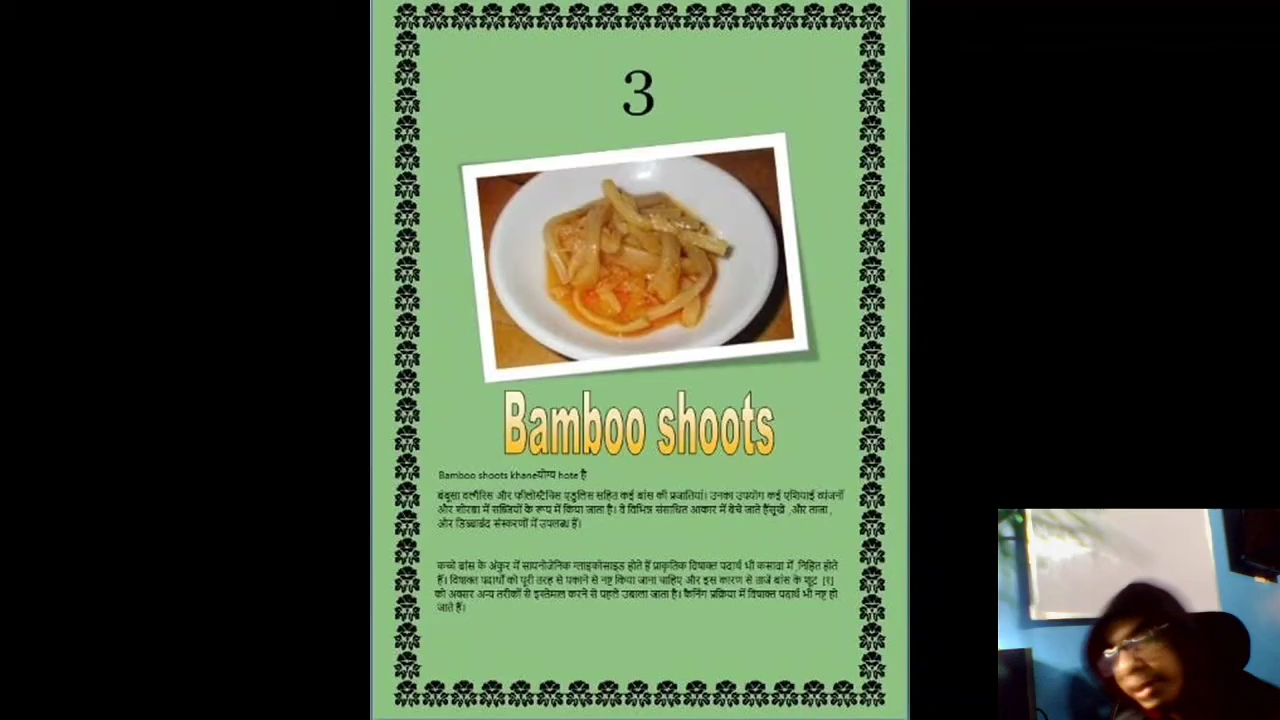 3
Bamboo shoots
Bamboo shoots khaneयोग्य hote है
बंबुसा वल्गैरिस और फीलोस्टैचिस एडुलिस सहित कई बांस की प्रजातियां। उनका उपयोग कई एशियाई व्यंजनों
और शोरबा में सब्जियों के रूप में किया जाता है। वे विभिन्न संसाधित आकार में बेचे जाते हैंसूखे ,और ताजा ,
और डिब्बाबंद संस्करणों में उपलब्ध हैं।
कच्चे बांस के अंकुर में सायनोजेनिक ग्लाइकोसाइड होते हैं प्राकृतिक विषाक्त पदार्थ भी कसावा में ,निहित होते
हैं। विषाक्त पदार्थों को पूरी तरह से पकाने से नष्ट किया जाना चाहिए और इस कारण से ताजे बांस के शूट [१]
को अक्सर अन्य तरीकों से इस्तेमाल करने से पहले उबाला जाता है। कैनिंग प्रक्रिया में विषाक्त पदार्थ भी नष्ट हो
जाते हैं।